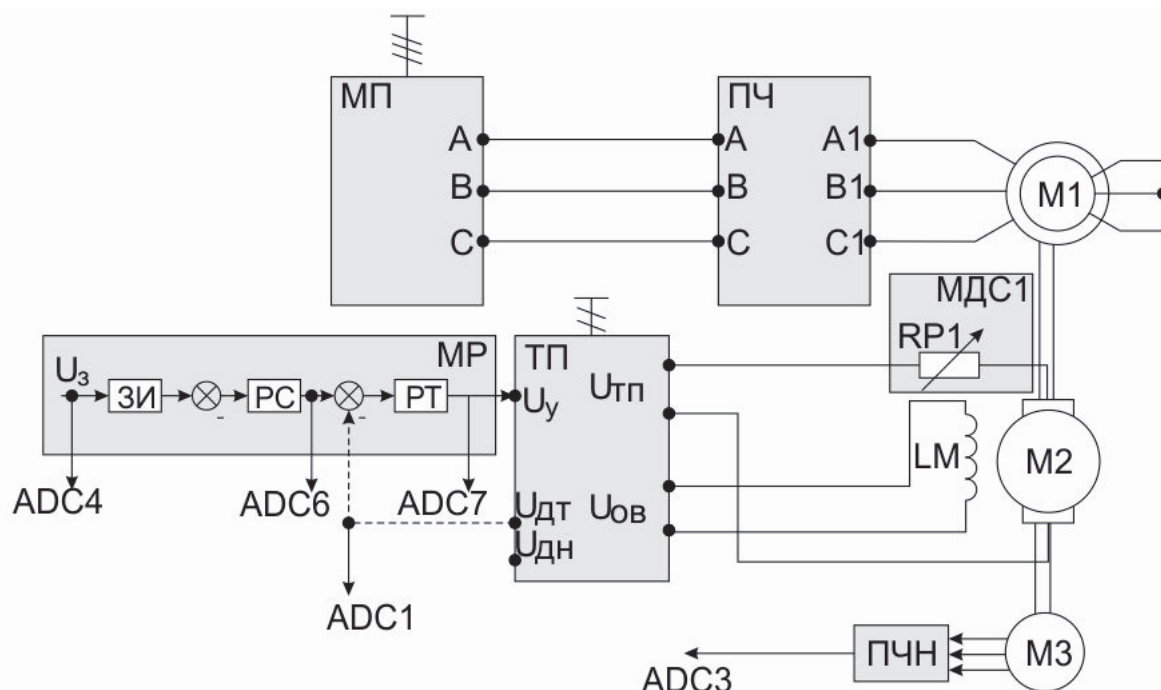 МП
A
B
C
ПЧ
A
B
C
A1
B1
C1
M1
МДС1
RP1
МР
Uз
ЗИ
-
РС
-
РТ
ТП
Uу
Uтп
Uдт
Uдн
Uов
LM
M2
ADC4
ADC6
ADC7
ADC1
ADC3
ПЧН
М3